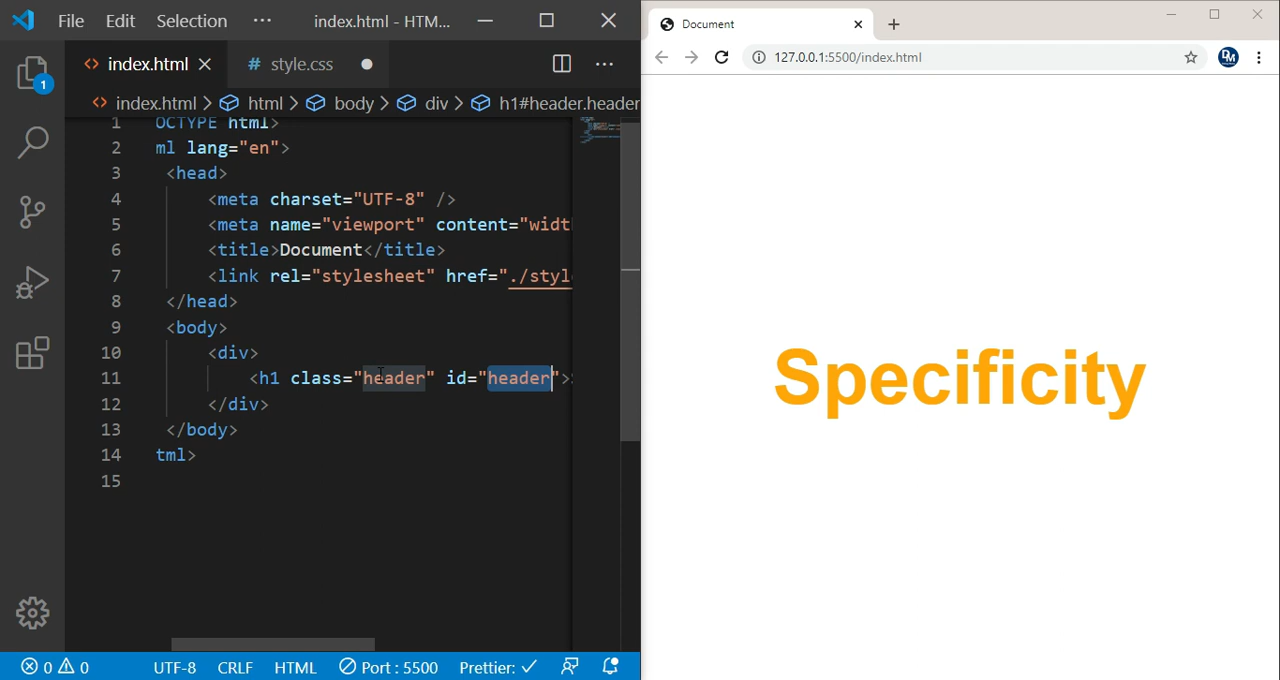 File Edit Selection ··· index.html - HTM...
index.html # style.css
1
index.html > html > body > div > h1#header.header
1 OCTYPE html>
2 ml lang="en">
3 <head>
4 <meta charset="UTF-8" />
5 <meta name="viewport" content="widt
6 <title>Document</title>
7 <link rel="stylesheet" href="./styl
8 </head>
9 <body>
10 <div>
11 <h1 class="header" id="header">
12 </div>
13 </body>
14 tml>
15
0 0 UTF-8 CRLF HTML Port : 5500 Prettier: ✓
Document
127.0.0.1:5500/index.html
DM
Specificity